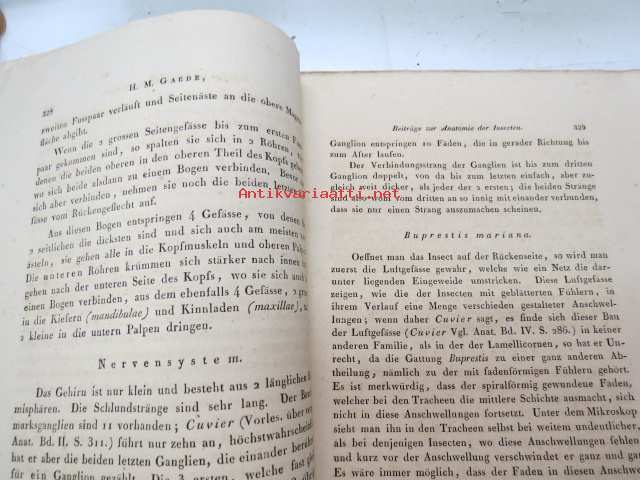 328
H. M. GAEDE,
zweiten Fusspaar verläuft und Seitenäste an die obere
fläche abgibt.
Wenn die 2 grossen Seitengefässe bis zum ersten
paar gekommen sind, so spalten sie sich in 2 Röhren,
denen die beiden oberen in den oberen Theil des Kopfs
wo sich beide alsdann zu einem Bogen verbinden,
sich aber verbinden, nehmen sie noch die beiden
fässe vom Rückengeflecht auf.
Aus diesen Bogen entspringen 4 Gefässe, von denen
2 seitlichen die dicksten sind und sich auch am meisten
ästeln, sie gehen alle in die Kopfmuskeln und oberen
Die unteren Röhren krümmen sich stärker nach innen
gehen nach der unteren Seite des Kopfs, wo sie sich auch
einen Bogen verbinden, aus dem ebenfalls 4 Gefässe, 2
in die Kiefern (mandibulae) und Kinnladen (maxillae),
2 kleine in die untern Palpen dringen.
Nervensystem.
Das Gehirn ist nur klein und besteht aus 2 länglichen
misphären. Die Schlundstränge sind sehr lang. Der
marksganglien sind 11 vorhanden; Cuvier (Vorles. über
Anat. Bd. II. S. 311.) führt nur zehn an, höchstwahrscheinlich
hat er aber die beiden letzten Ganglien, die einander
für ein Ganglion gezählt. Die 3 ersten, welche fast
Beiträge zur Anatomie der Insecten. 329
Ganglion entspringen 10 Fäden, die in gerader Richtung bis
zum After laufen.
Der Verbindungsstrang der Ganglien ist bis zum dritten
Ganglion doppelt, von da bis zum letzten einfach, aber zu-
gleich weit dicker, als jeder der 2 ersten; die beiden Stränge
sind also wohl vom dritten an so innig mit einander verbunden,
dass sie nur einen Strang auszumachen scheinen.
Buprestis mariana.
Oeffnet man das Insect auf der Rückenseite, so wird man
zuerst die Luftgefässe gewahr, welche wie ein Netz die dar-
unter liegenden Eingeweide umstricken. Diese Luftgefässe
zeigen, wie die der Insecten mit geblätterten Fühlern, in
ihrem Verlauf eine Menge verschieden gestalteter Anschwel-
lungen; wenn daher Cuvier sagt, es finde sich dieser Bau
der Luftgefässe (Cuvier Vgl. Anat. Bd. IV. S. 286.) in keiner
anderen Familie, als in der der Lamellicornen, so hat er Un-
recht, da die Gattung Buprestis zu einer ganz anderen Ab-
theilung, nämlich zu der mit fadenförmigen Fühlern gehört.
Es ist merkwürdig, dass der spiralförmig gewundene Faden,
welcher bei den Tracheen die mittlere Schichte ausmacht, sich
nicht in diese Anschwellungen fortsetzt. Unter dem Mikroskop
sieht man ihn in den Tracheen selbst bei weitem undeutlicher,
als bei denjenigen Insecten, wo diese Anschwellungen fehlen
und kurz vor der Anschwellung verschwindet er ganz und gar.
Es wäre immer möglich, dass der Faden in diesen
Antikvariaatti.net